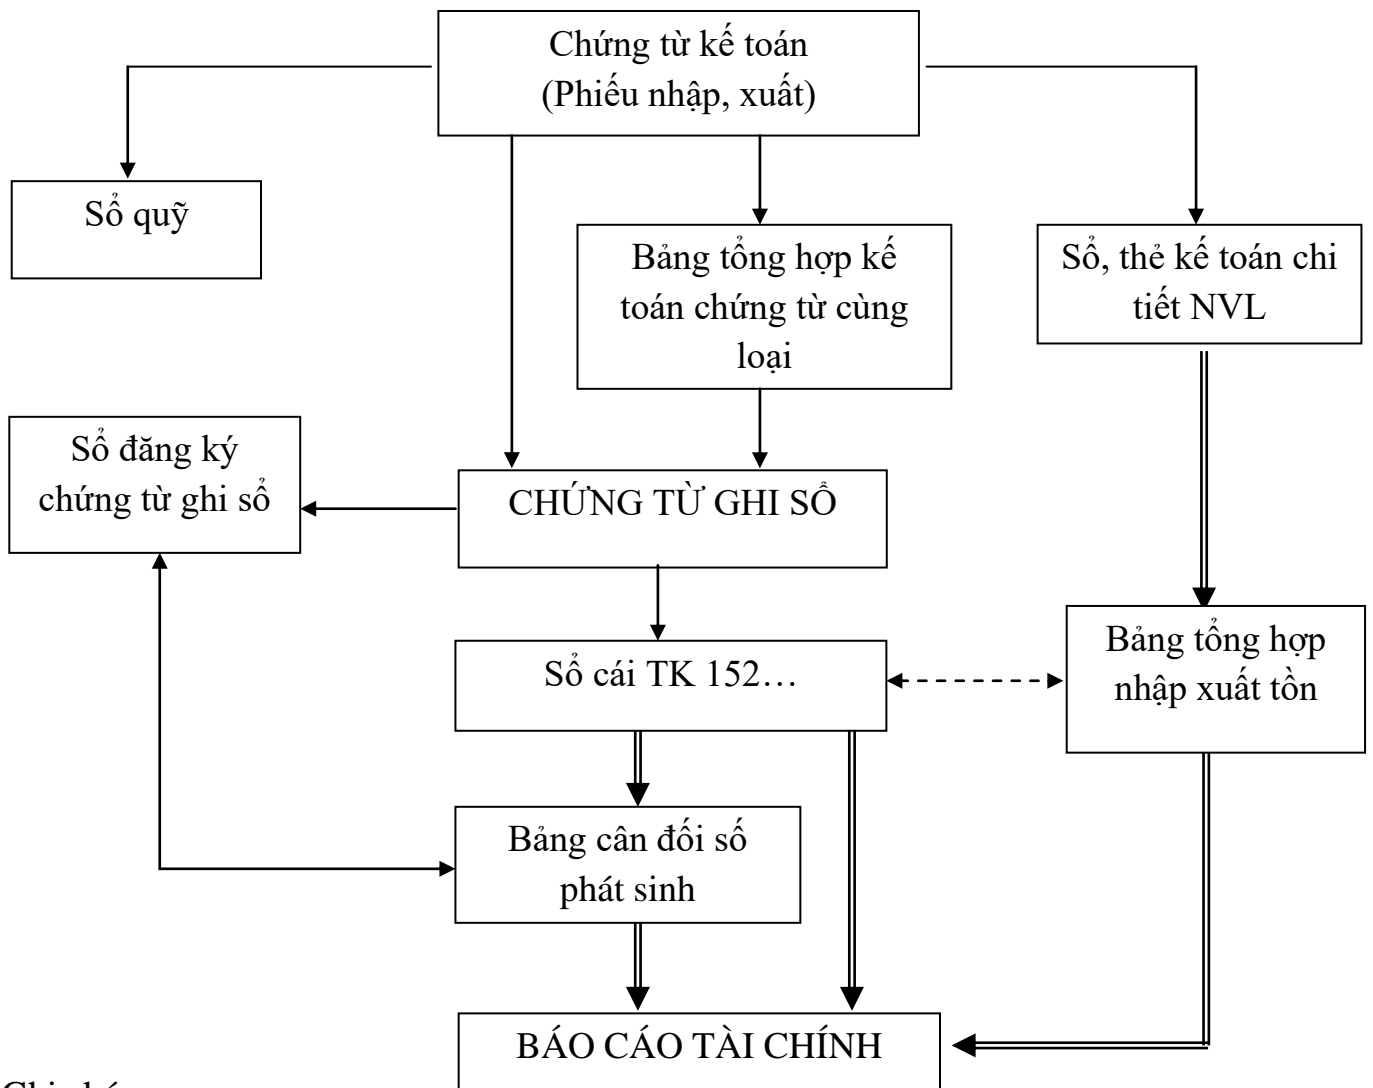 Chứng từ kế toán
(Phiếu nhập, xuất)
Sổ quỹ
Bảng tổng hợp kế
toán chứng từ cùng
loại
Sổ, thẻ kế toán chi
tiết NVL
Sổ đăng ký
chứng từ ghi sổ
CHỨNG TỪ GHI SỔ
Sổ cái TK 152…
Bảng tổng hợp
nhập xuất tồn
Bảng cân đối số
phát sinh
BÁO CÁO TÀI CHÍNH